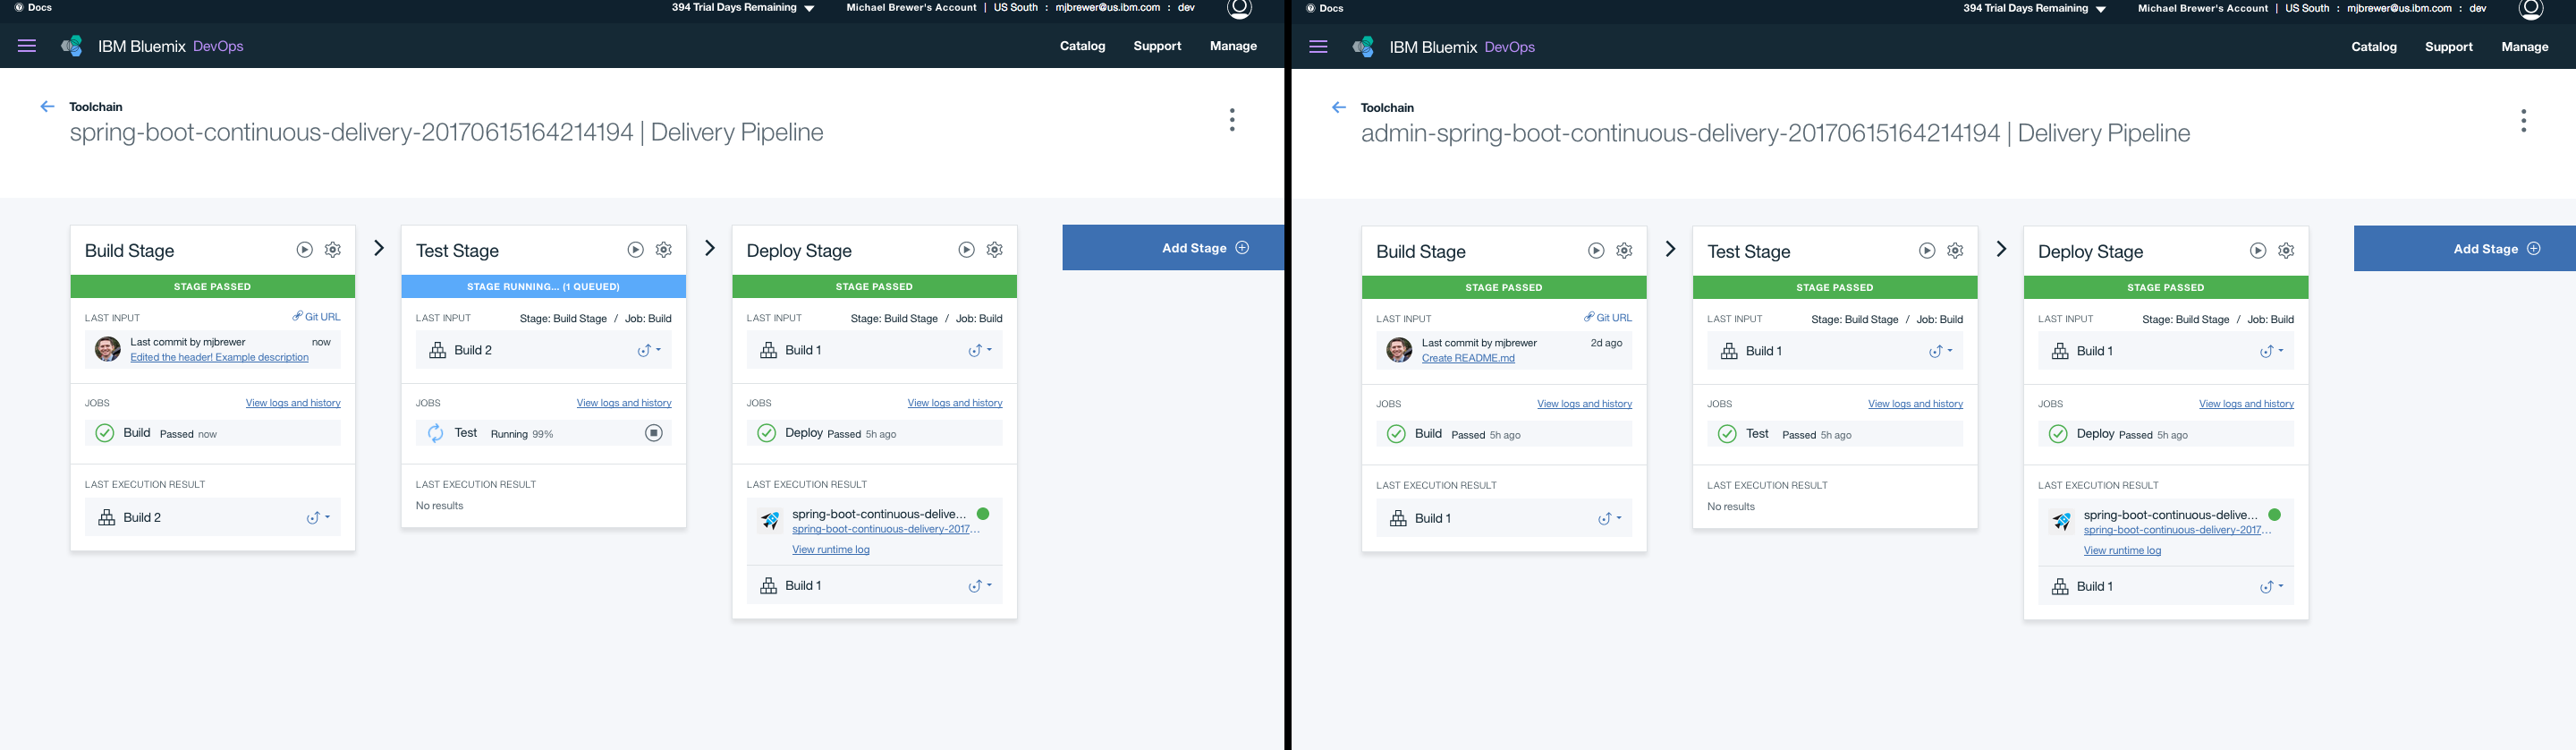 Docs
394 Trial Days Remaining Michael Brewer's Account | US South : mjbrewer@us.ibm.com : dev
IBM Bluemix DevOps
Catalog Support Manage
Toolchain
spring-boot-continuous-delivery-20170615164214194 | Delivery Pipeline
Build Stage
STAGE PASSED
LAST INPUT Git URL
Last commit by mjbrewer now
Edited the header! Example description
JOBS View logs and history
Build Passed now
LAST EXECUTION RESULT
Build 2
Test Stage
STAGE RUNNING... (1 QUEUED)
LAST INPUT Stage: Build Stage / Job: Build
Build 2
JOBS View logs and history
Test Running 99%
LAST EXECUTION RESULT
No results
Deploy Stage
STAGE PASSED
LAST INPUT Stage: Build Stage / Job: Build
Build 1
JOBS View logs and history
Deploy Passed 5h ago
LAST EXECUTION RESULT
spring-boot-continuous-delive...
spring-boot-continuous-delivery-2017...
View runtime log
Build 1
Add Stage
Docs
394 Trial Days Remaining Michael Brewer's Account | US South : mjbrewer@us.ibm.com : dev
IBM Bluemix DevOps
Catalog Support Manage
Toolchain
admin-spring-boot-continuous-delivery-20170615164214194 | Delivery Pipeline
Build Stage
STAGE PASSED
LAST INPUT Git URL
Last commit by mjbrewer 2d ago
Create README.md
JOBS View logs and history
Build Passed 5h ago
LAST EXECUTION RESULT
Build 1
Test Stage
STAGE PASSED
LAST INPUT Stage: Build Stage / Job: Build
Build 1
JOBS View logs and history
Test Passed 5h ago
LAST EXECUTION RESULT
No results
Deploy Stage
STAGE PASSED
LAST INPUT Stage: Build Stage / Job: Build
Build 1
JOBS View logs and history
Deploy Passed 5h ago
LAST EXECUTION RESULT
spring-boot-continuous-delive...
spring-boot-continuous-delivery-2017...
View runtime log
Build 1
Add Stage